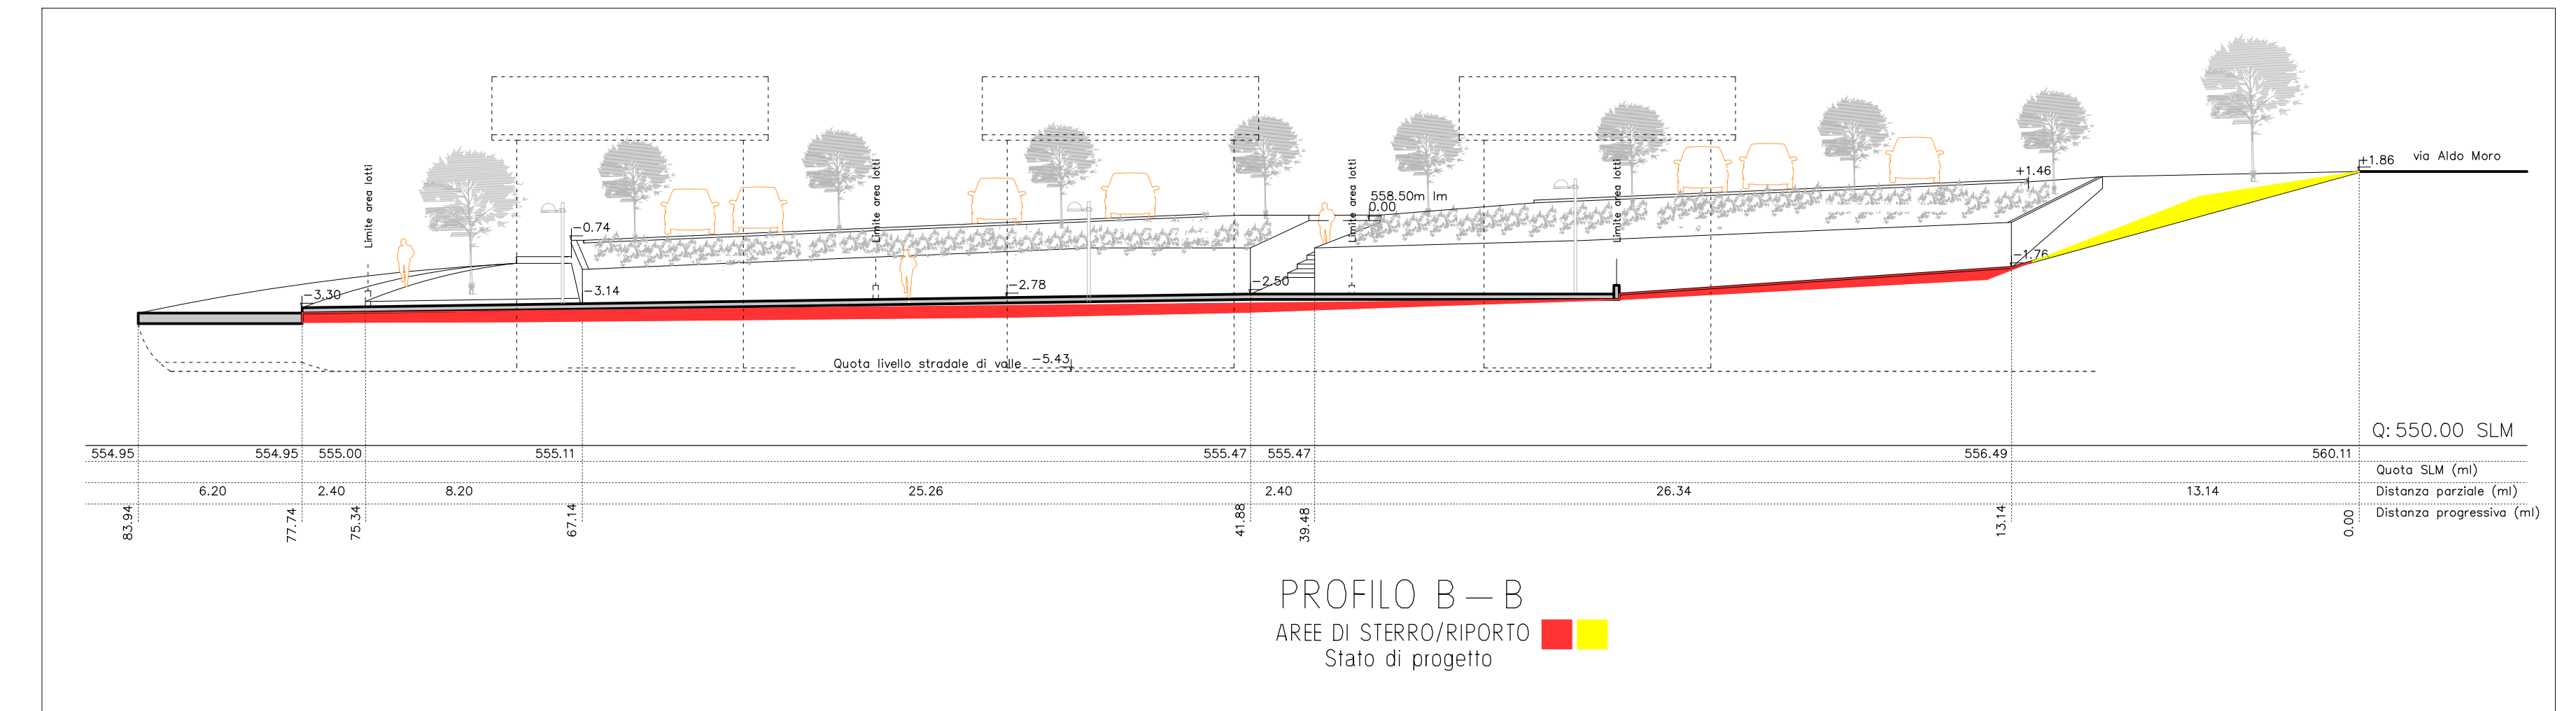 Limite area lotti
Limite area lotti
Limite area lotti
Limite area lotti
+1.86
via Aldo Moro
+1.46
558.50m lm
0.00
-0.74
-1.76
-3.30
-3.14
-2.78
-2.50
Quota livello stradale di valle
-5.43
Q: 550.00 SLM
554.95
554.95
555.00
555.11
555.47
555.47
556.49
560.11
Quota SLM (ml)
6.20
2.40
8.20
25.26
2.40
26.34
13.14
Distanza parziale (ml)
83.94
77.74
75.34
67.14
41.88
39.48
13.14
0.00
Distanza progressiva (ml)
PROFILO B — B
AREE DI STERRO/RIPORTO
Stato di progetto